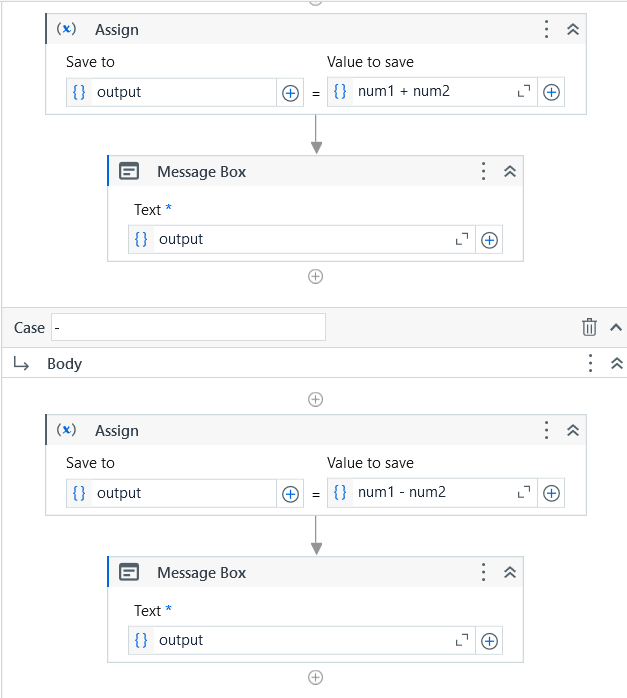 (x) Assign
Save to Value to save
{} output = {} num1 + num2
Message Box
Text *
{} output
Case -
Body
(x) Assign
Save to Value to save
{} output = {} num1 - num2
Message Box
Text *
{} output